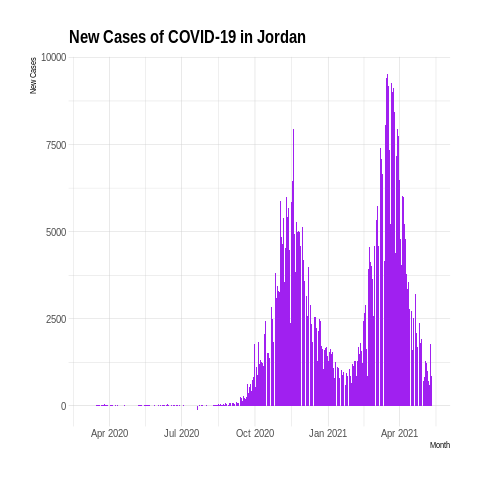 New Cases of COVID-19 in Jordan
New Cases
10000
7500
5000
2500
0
Apr 2020 Jul 2020 Oct 2020 Jan 2021 Apr 2021
Month